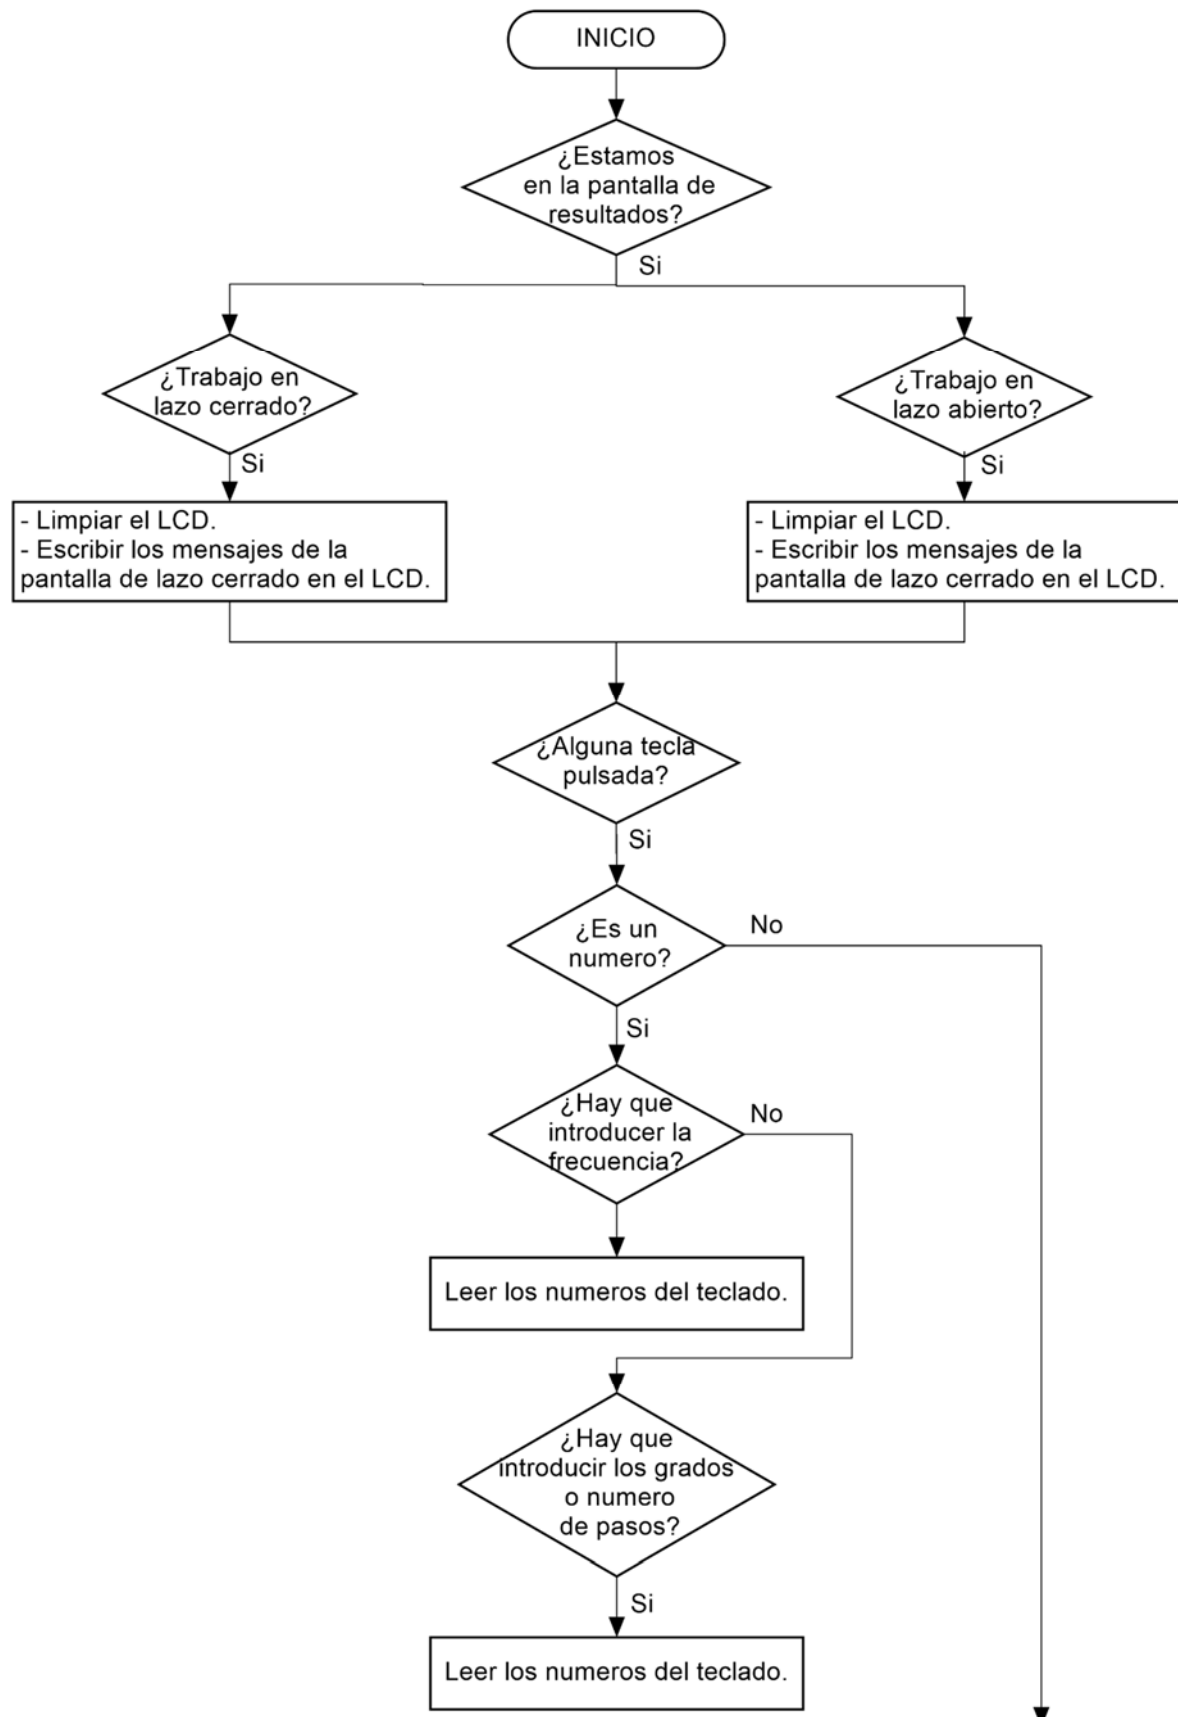 INICIO
¿Estamos
en la pantalla de
resultados?
Si
¿Trabajo en
lazo cerrado?
Si
¿Trabajo en
lazo abierto?
Si
- Limpiar el LCD.
- Escribir los mensajes de la
pantalla de lazo cerrado en el LCD.
- Limpiar el LCD.
- Escribir los mensajes de la
pantalla de lazo cerrado en el LCD.
¿Alguna tecla
pulsada?
Si
¿Es un
numero?
No
Si
¿Hay que
introducer la
frecuencia?
No
Leer los numeros del teclado.
¿Hay que
introducir los grados
o numero
de pasos?
Si
Leer los numeros del teclado.